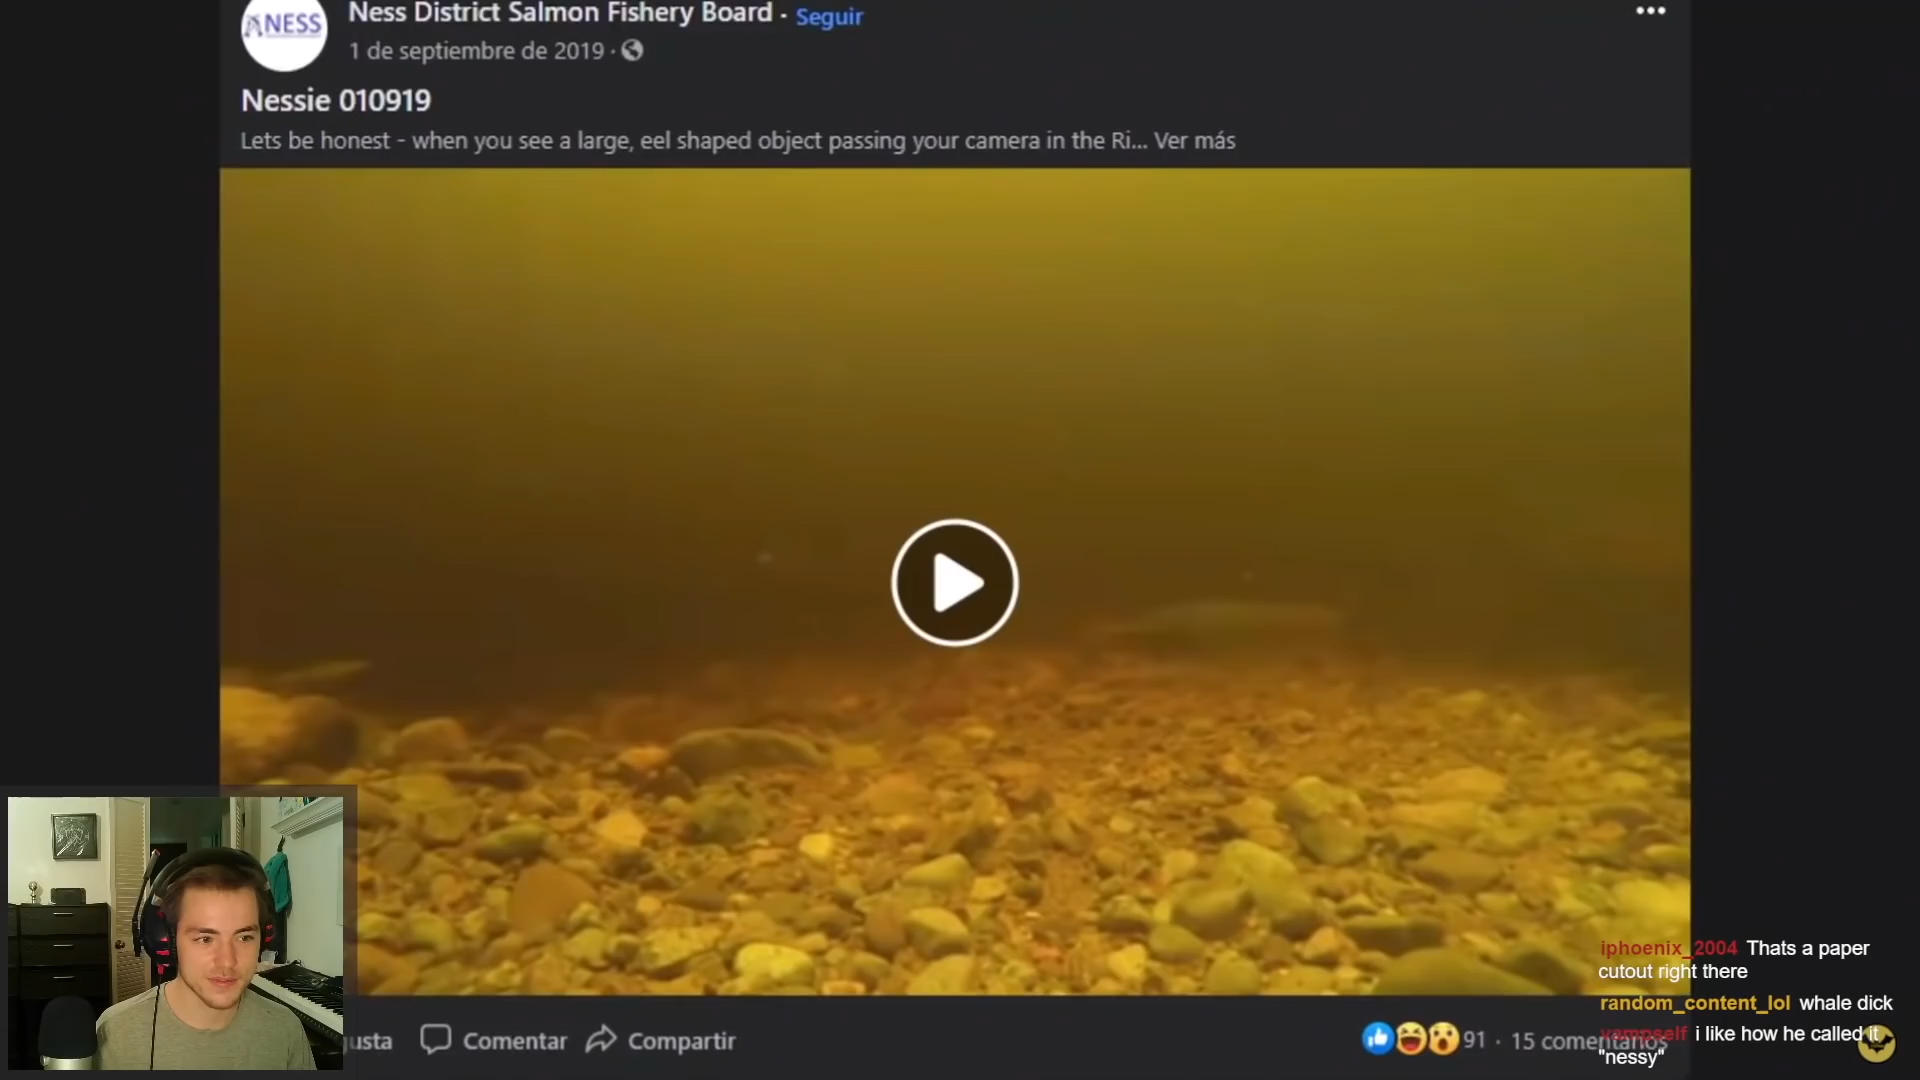 NESS
Ness District Salmon Fishery Board · Seguir
1 de septiembre de 2019 ·
Nessie 010919
Lets be honest - when you see a large, eel shaped object passing your camera in the Ri... Ver más
usta
Comentar
Compartir
91 · 15 comentarios
iphoenix_2004 Thats a paper
cutout right there
random_content_lol whale dick
vampself i like how he called it
"nessy"